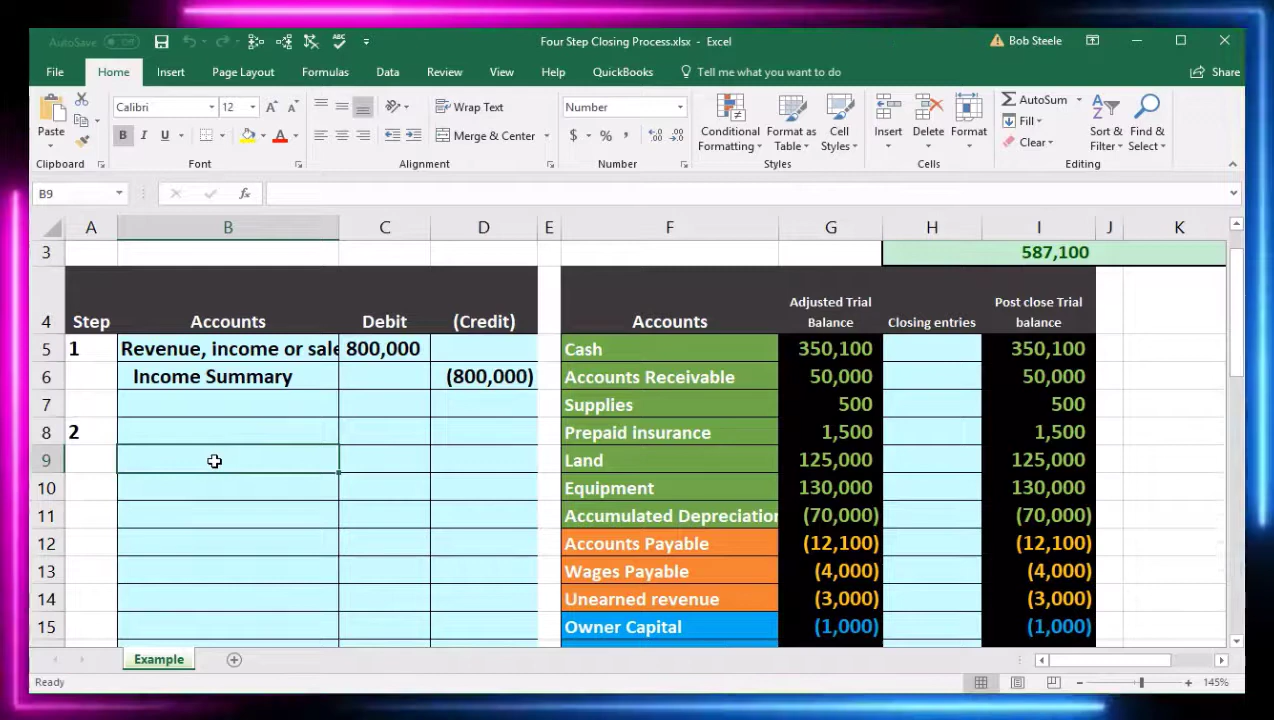 AutoSave Off Four Step Closing Process.xlsx - Excel Bob Steele
File Home Insert Page Layout Formulas Data Review View Help QuickBooks Tell me what you want to do Share
Paste Calibri 12 Wrap Text Merge & Center Number Conditional Formatting Format as Table Cell Styles Insert Delete Format AutoSum Fill Clear Sort & Filter Find & Select
Clipboard Font Alignment Number Styles Cells Editing
B9 fx
A B C D E F G H I J K
3 587,100
4 Step Accounts Debit (Credit) Accounts Adjusted Trial Balance Closing entries Post close Trial balance
5 1 Revenue, income or sale 800,000 Cash 350,100 350,100
6 Income Summary (800,000) Accounts Receivable 50,000 50,000
7 Supplies 500 500
8 2 Prepaid insurance 1,500 1,500
9 Land 125,000 125,000
10 Equipment 130,000 130,000
11 Accumulated Depreciation (70,000) (70,000)
12 Accounts Payable (12,100) (12,100)
13 Wages Payable (4,000) (4,000)
14 Unearned revenue (3,000) (3,000)
15 Owner Capital (1,000) (1,000)
Example
Ready 145%